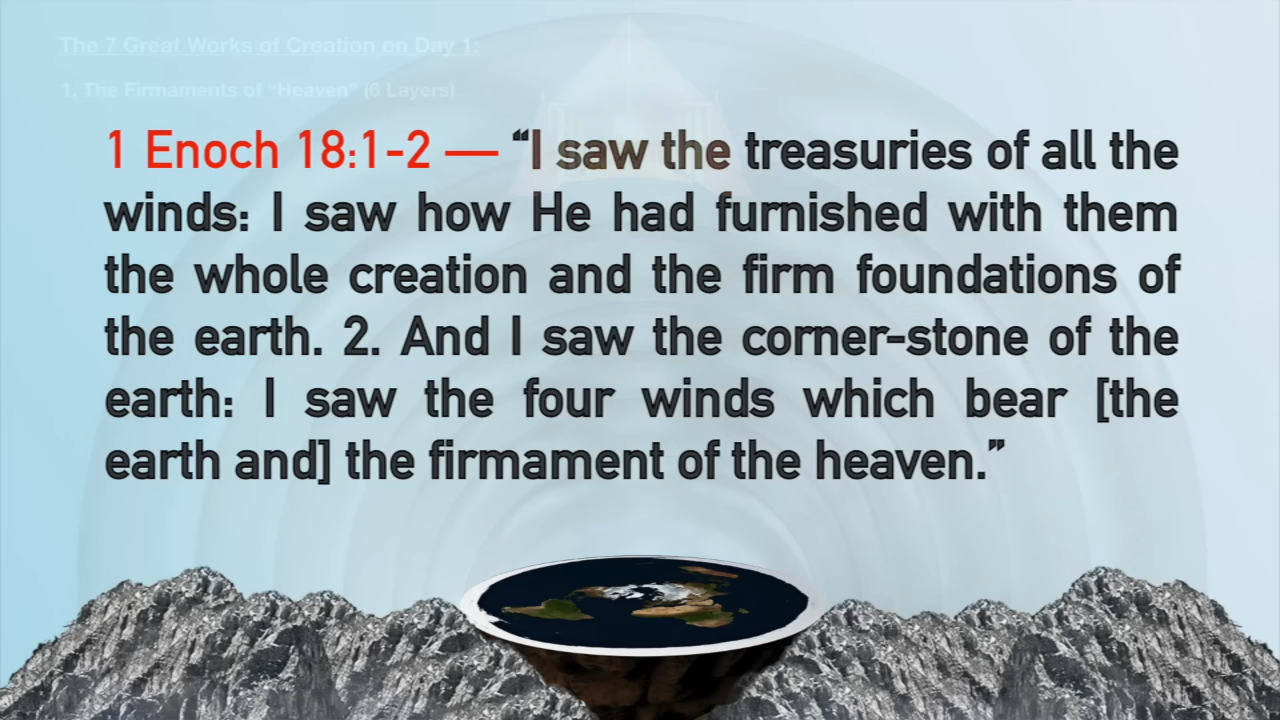 The 7 Great Works of Creation on Day 1:
1. The Firmaments of “Heaven” (6 Layers)
1 Enoch 18:1-2 — “I saw the treasuries of all the
winds: I saw how He had furnished with them
the whole creation and the firm foundations of
the earth. 2. And I saw the corner-stone of the
earth: I saw the four winds which bear [the
earth and] the firmament of the heaven.”